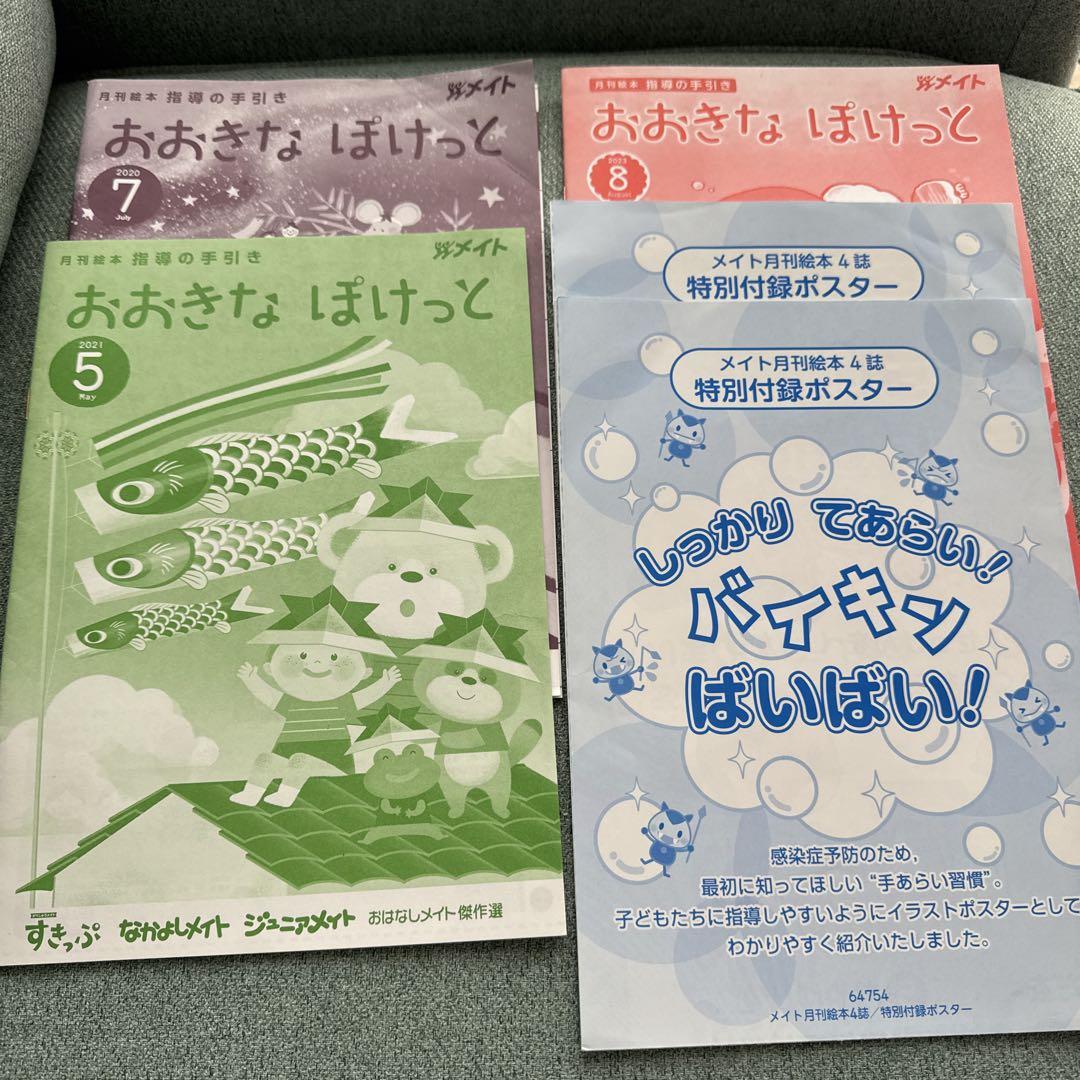 月刊絵本 指導の手引き
メイト
おおきな ぽけっと
2020
7
July
月刊絵本 指導の手引き
メイト
おおきな ぽけっと
2023
8
August
月刊絵本 指導の手引き
メイト
おおきな ぽけっと
2021
5
May
すきっぷ なかよしメイト ジュニアメイト おはなしメイト傑作選
メイト月刊絵本4誌
特別付録ポスター
メイト月刊絵本4誌
特別付録ポスター
しっかり てあらい!
バイキン
ばいばい!
感染症予防のため,
最初に知ってほしい“手あらい習慣”。
子どもたちに指導しやすいようにイラストポスターとして
わかりやすく紹介いたしました。
64754
メイト月刊絵本4誌/特別付録ポスター